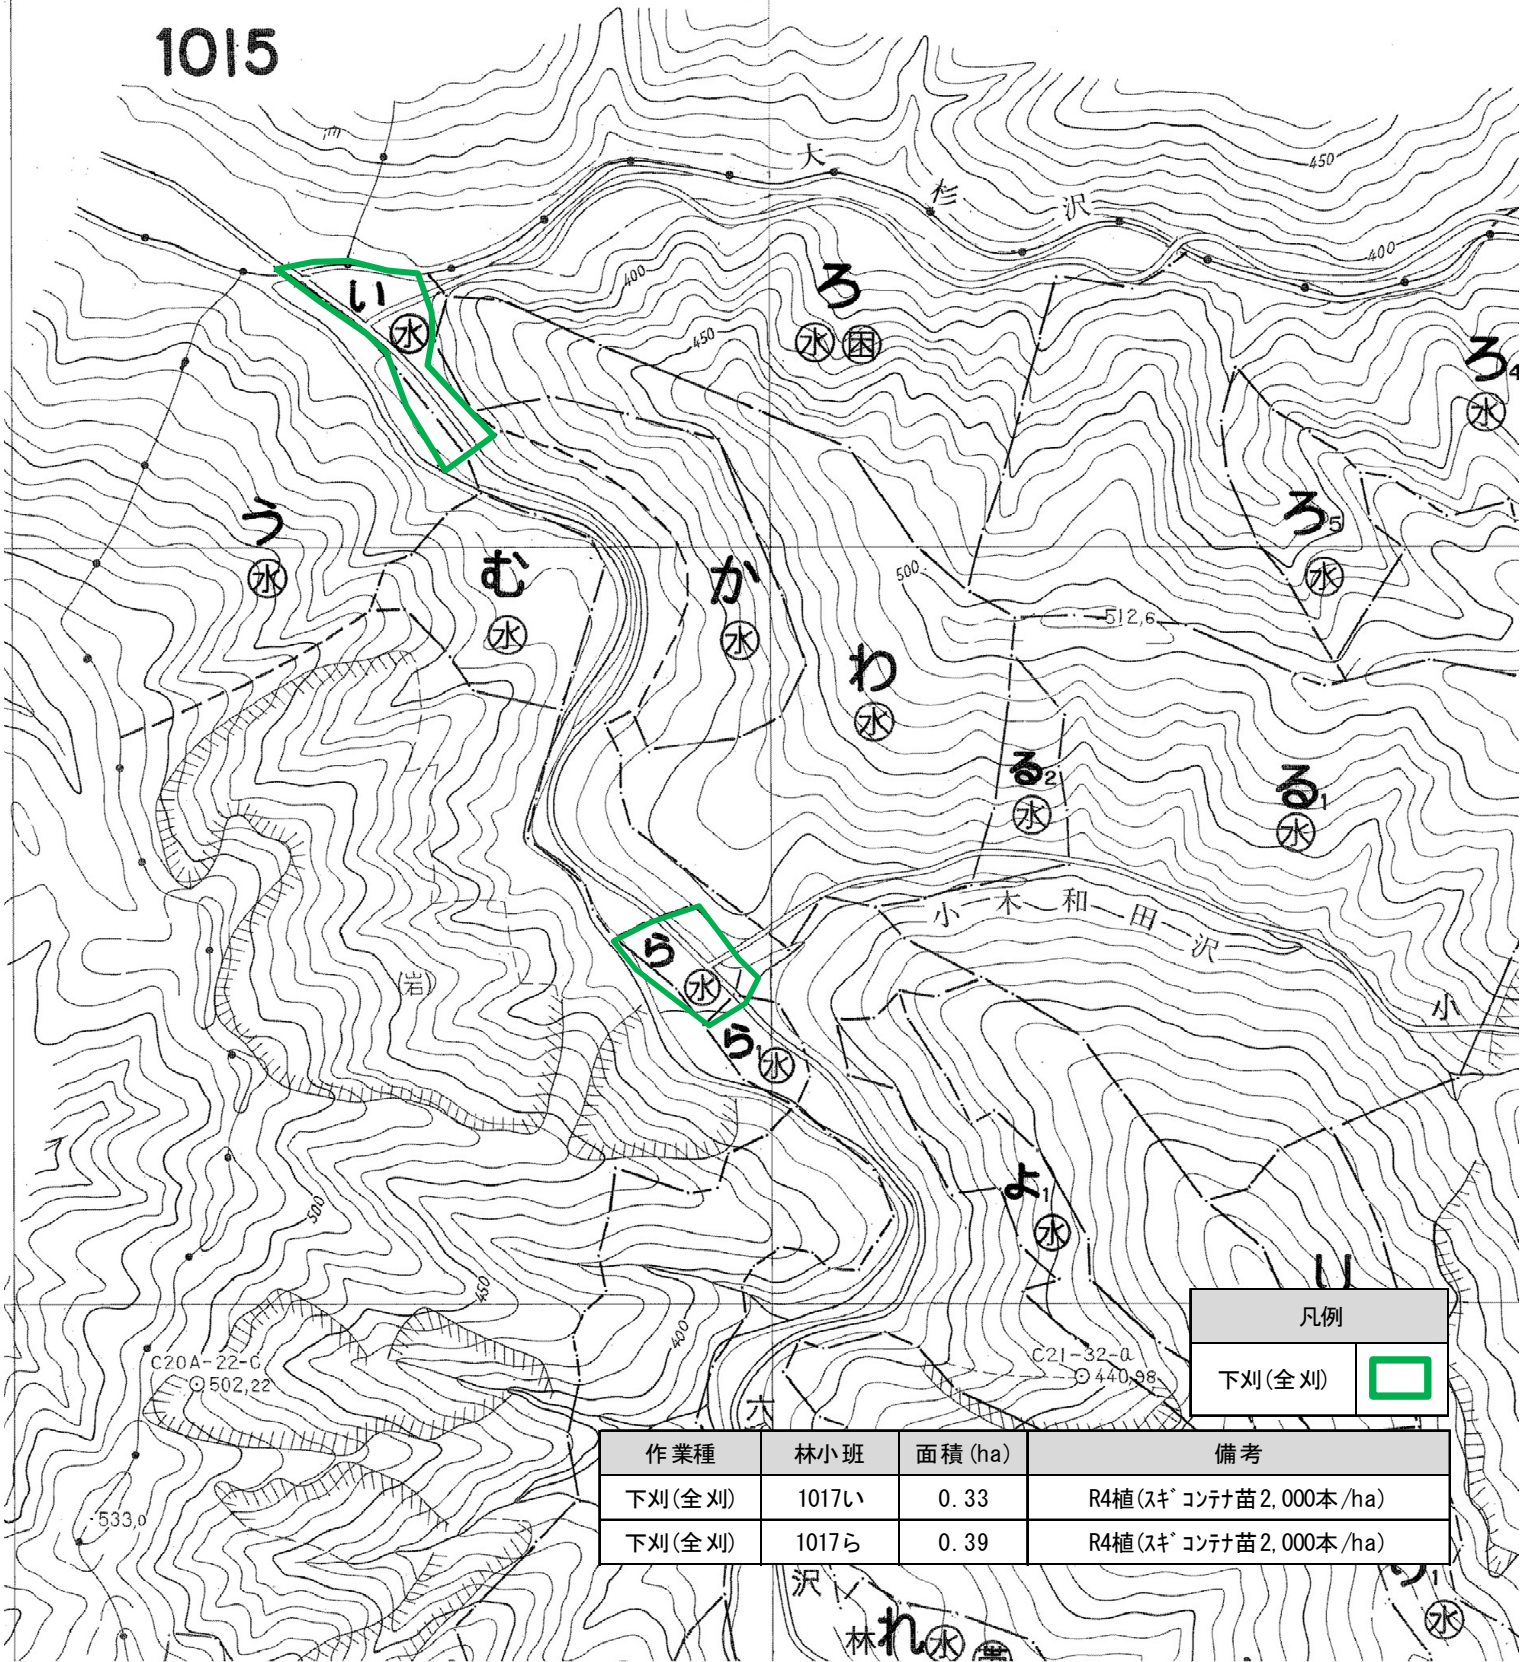 1015
大杉沢
450
400
い
水
400
450
ろ
水 困
ろ4
水
う
水
む
水
か
水
500
ろ5
水
512,6
わ
水
る2
水
る1
水
小木和田沢
ら
水
(岩)
小
ら1
水
500
よ1
水
450
400
り
C20A-22-C
502,22
C21-32-a
440,98
六
凡例
下刈(全刈)
作業種 林小班 面積(ha) 備考
下刈(全刈) 1017い 0.33 R4植(ｽｷﾞｺﾝﾃﾅ苗2,000本/ha)
下刈(全刈) 1017ら 0.39 R4植(ｽｷﾞｺﾝﾃﾅ苗2,000本/ha)
533,0
沢
水
林 れ 水